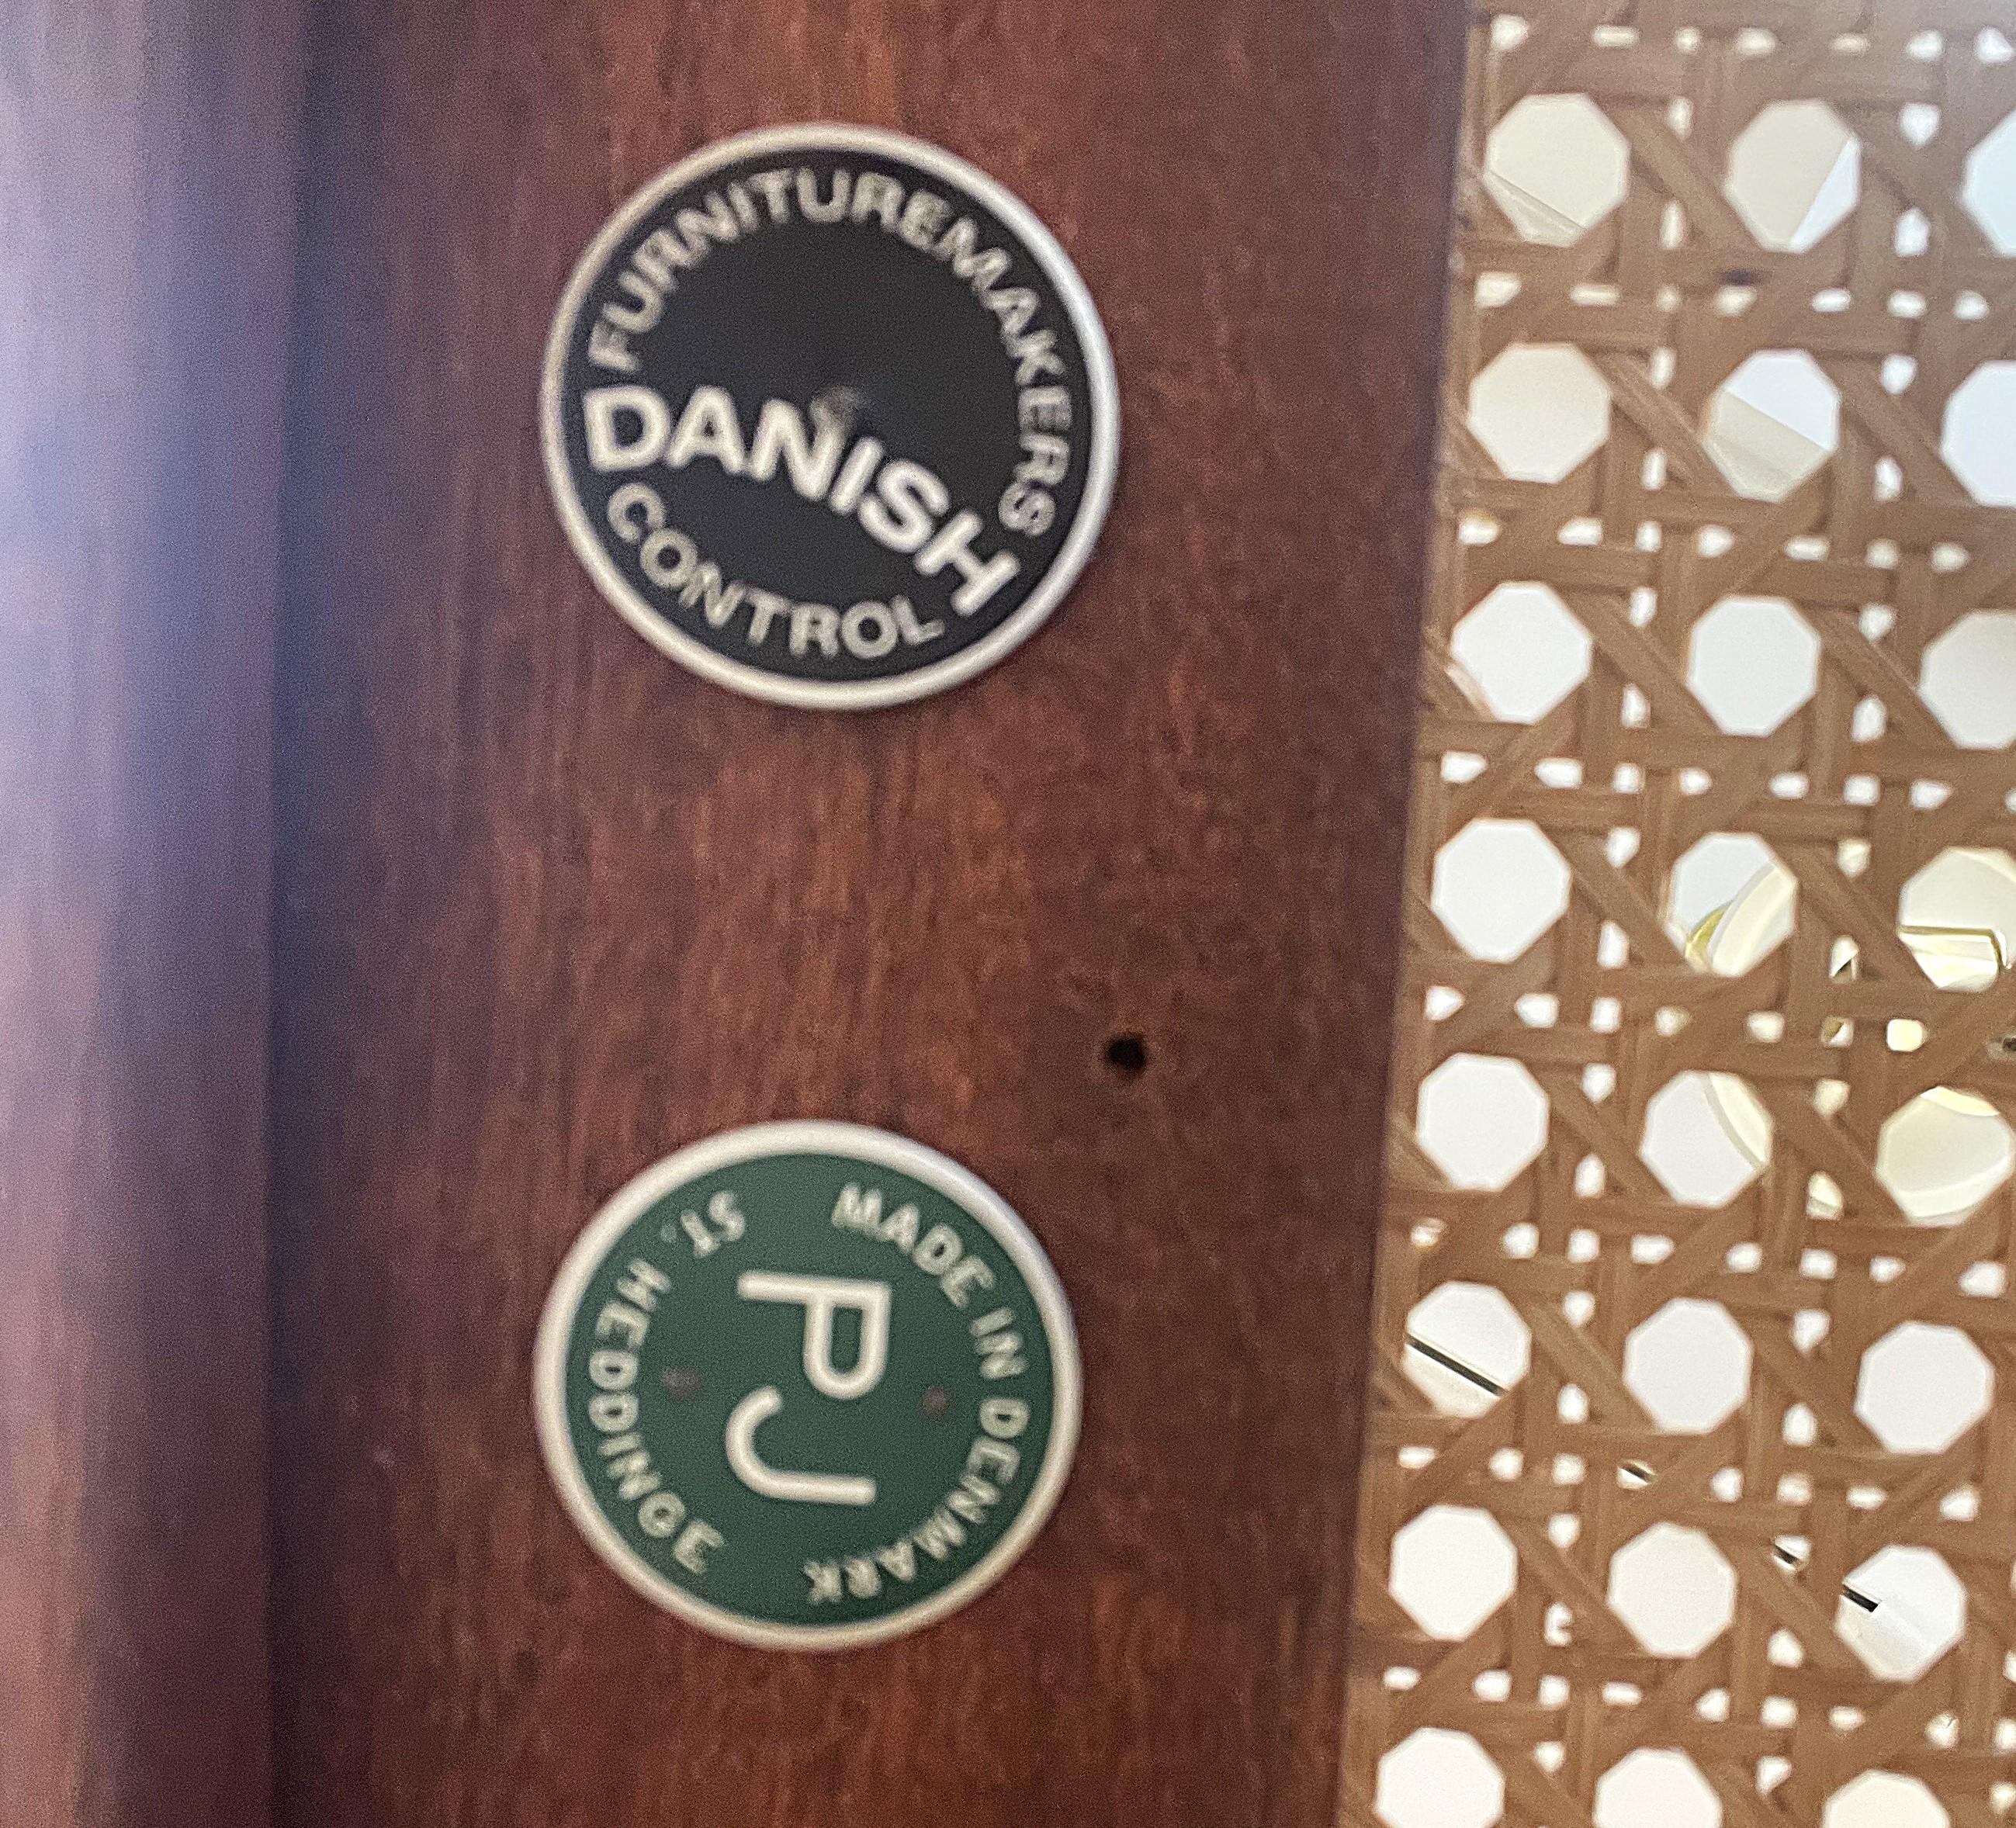 FURNITUREMAKERS
DANISH
CONTROL
MADE IN DENMARK
PJ
ST. HEDDINGE